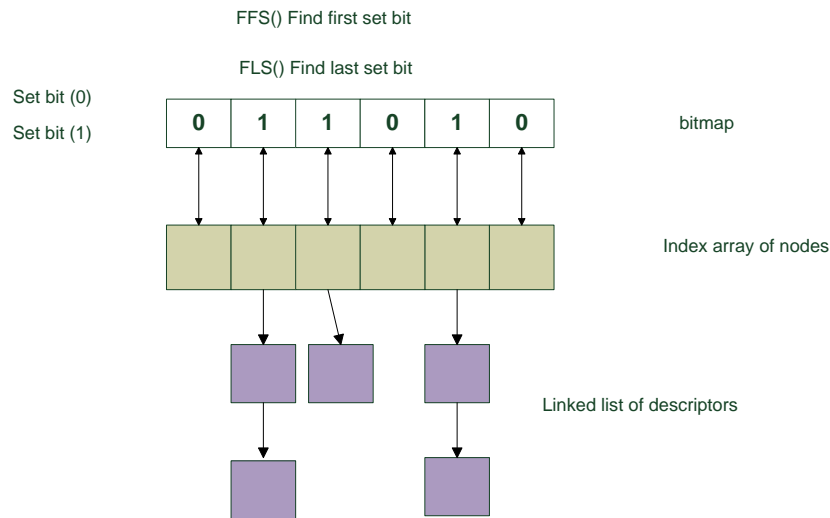 FFS() Find first set bit
FLS() Find last set bit
Set bit (0)
Set bit (1)
0 1 1 0 1 0
bitmap
Index array of nodes
Linked list of descriptors